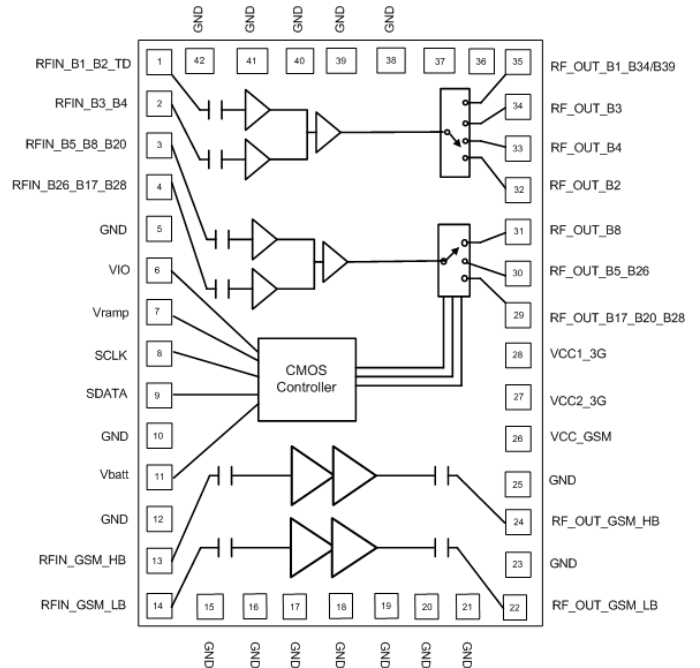 GND GND GND GND GND
42 41 40 39 38 37 36
RFIN_B1_B2_TD 1
RFIN_B3_B4 2
RFIN_B5_B8_B20 3
RFIN_B26_B17_B28 4
GND 5
VIO 6
Vramp 7
SCLK 8
SDATA 9
GND 10
Vbatt 11
GND 12
RFIN_GSM_HB 13
RFIN_GSM_LB 14
CMOS
Controller
35 RF_OUT_B1_B34/B39
34 RF_OUT_B3
33 RF_OUT_B4
32 RF_OUT_B2
31 RF_OUT_B8
30 RF_OUT_B5_B26
29 RF_OUT_B17_B20_B28
28 VCC1_3G
27 VCC2_3G
26 VCC_GSM
25 GND
24 RF_OUT_GSM_HB
23 GND
22 RF_OUT_GSM_LB
15 16 17 18 19 20 21
GND GND GND GND GND GND GND